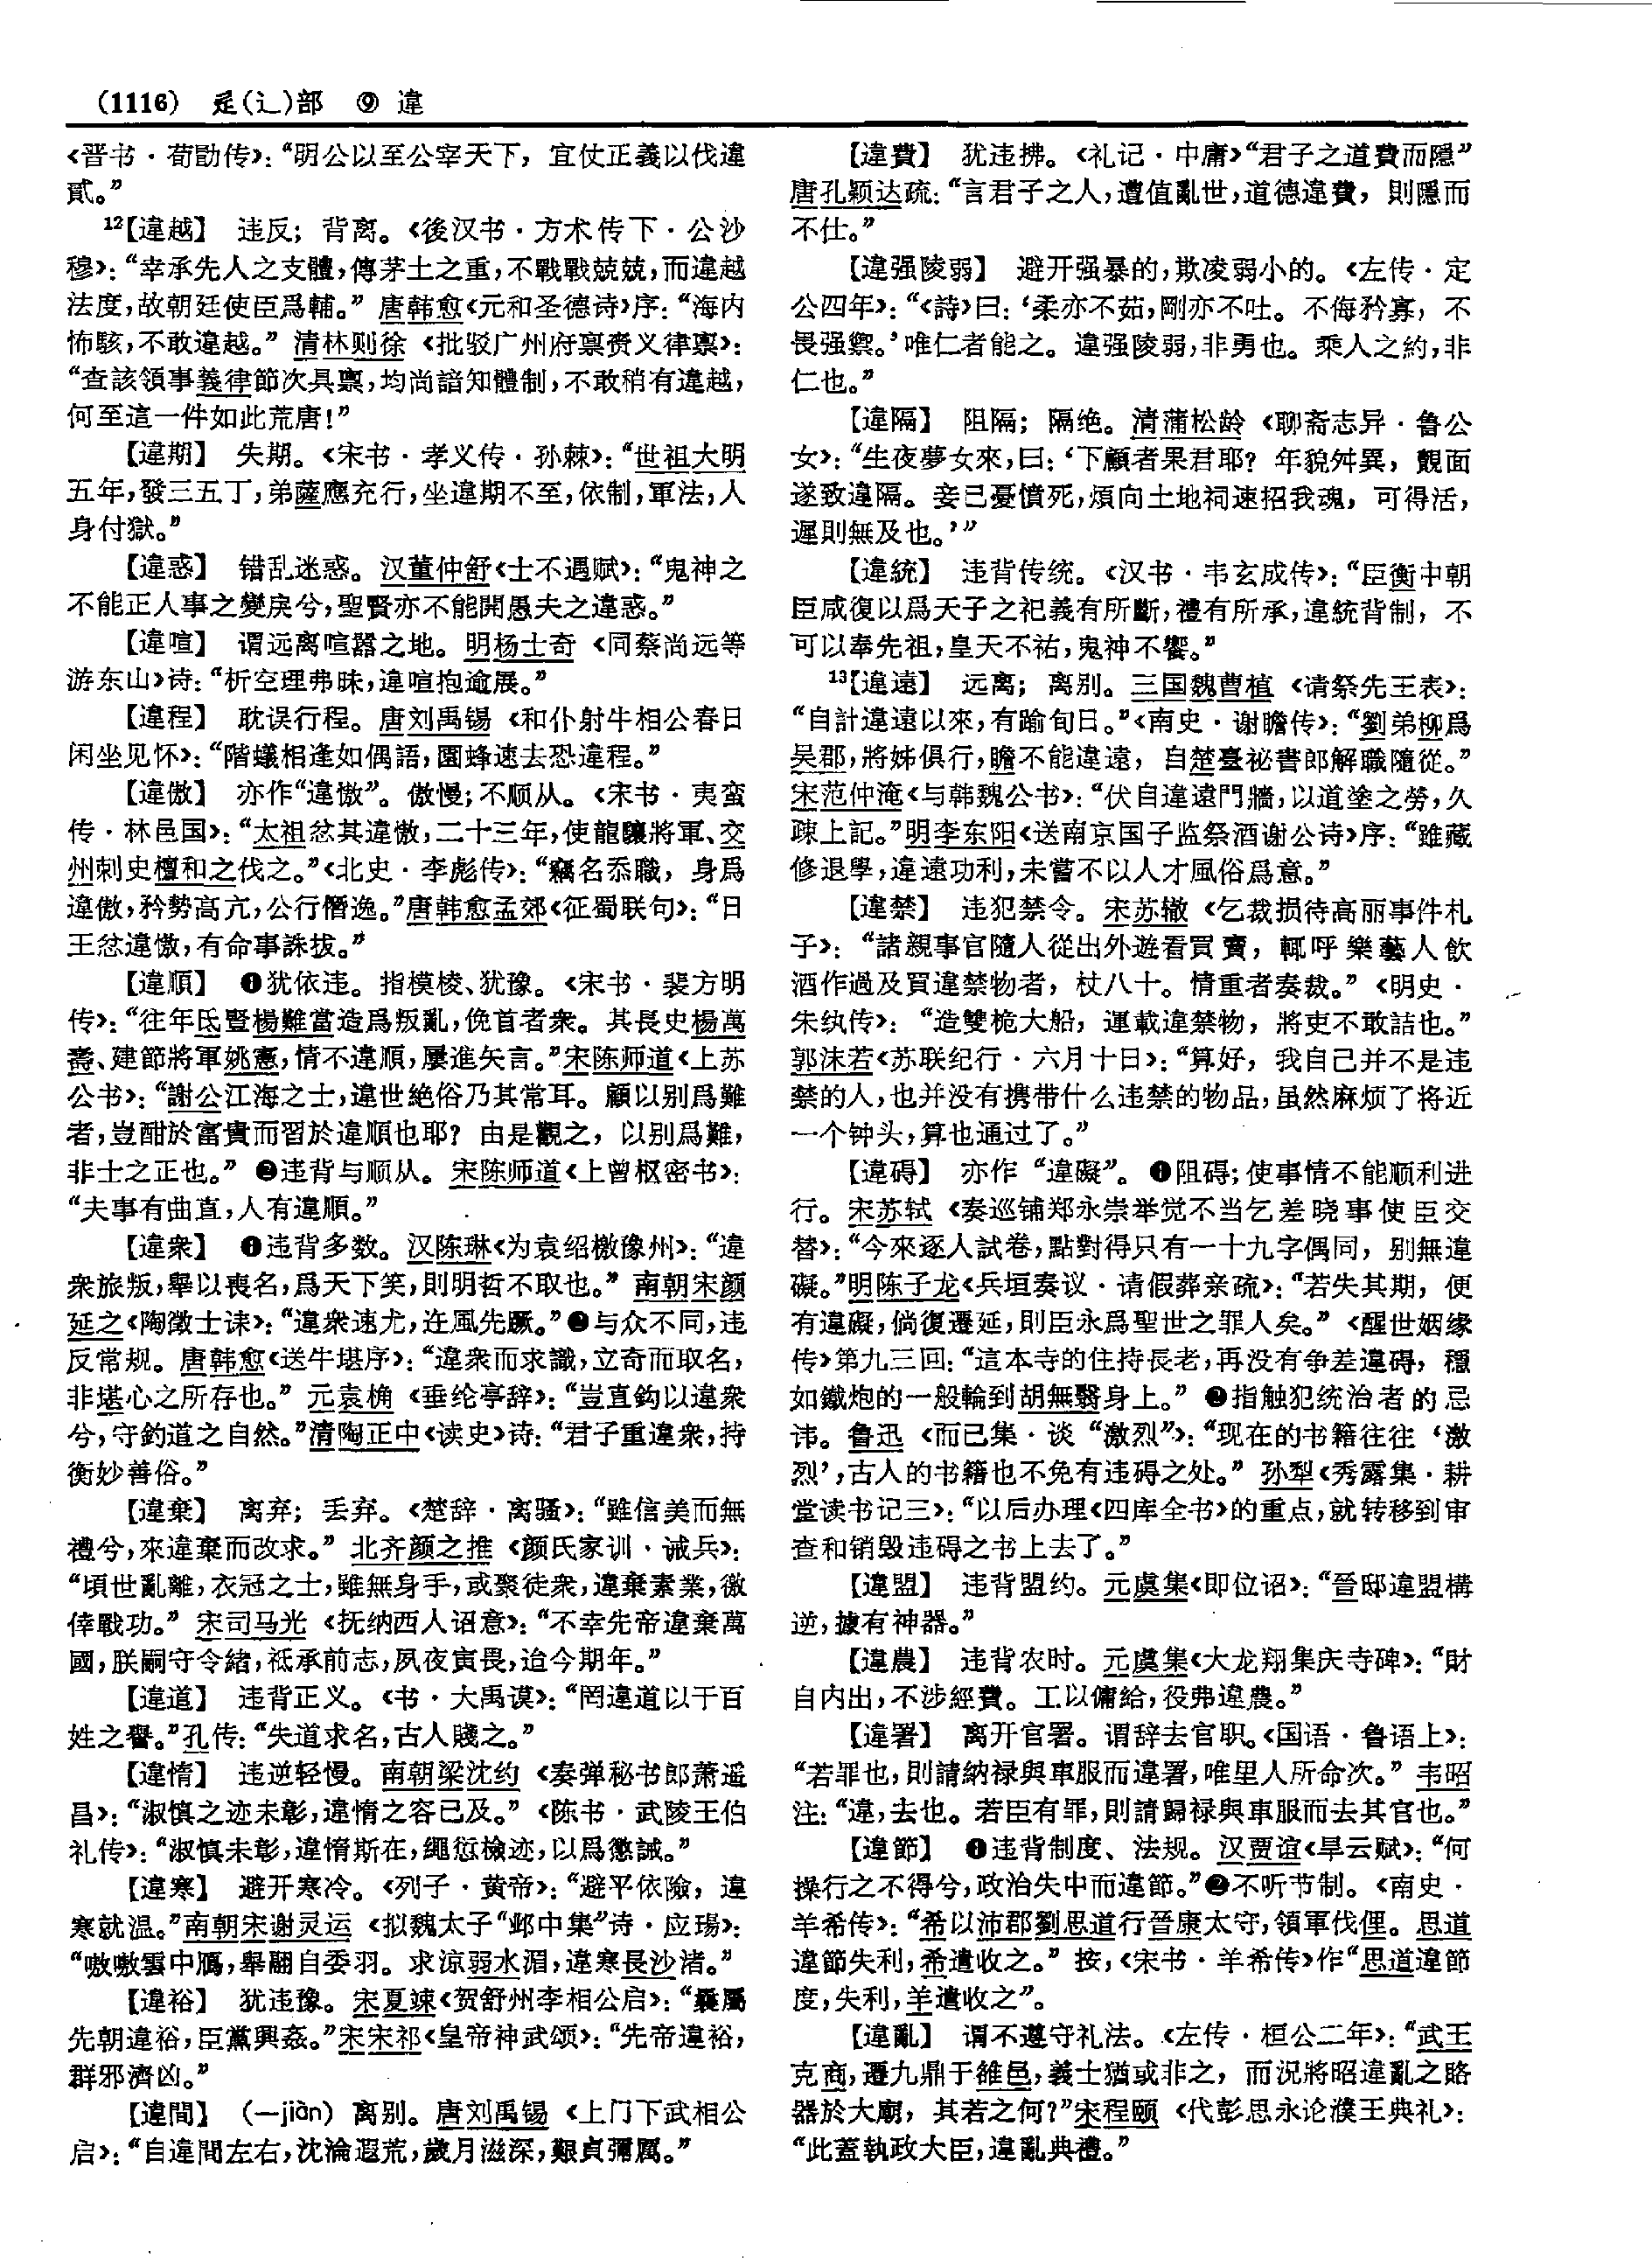 (1116) 辵(辶)部 ⑨ 違
《晋书·荀勖传》：“明公以至公宰天下，宜仗正義以伐違
貳。”
12【違越】 违反；背离。《後汉书·方术传下·公沙
穆》：“幸承先人之支體，傳茅土之重，不戰戰兢兢，而違越
法度，故朝廷使臣爲輔。” 唐韩愈《元和圣德诗》序：“海内
怖駭，不敢違越。” 清林则徐《批驳广州府禀赍义律禀》：
“查該領事義律節次具禀，均尚諳知體制，不敢稍有違越，
何至這一件如此荒唐！”
【違期】 失期。《宋书·孝义传·孙棘》：“世祖大明
五年，發三五丁，弟薩應充行，坐違期不至，依制，軍法，人
身付獄。”
【違惑】 错乱迷惑。汉董仲舒《士不遇赋》：“鬼神之
不能正人事之變戾兮，聖賢亦不能開愚夫之違惑。”
【違喧】 谓远离喧嚣之地。明杨士奇《同蔡尚远等
游东山》诗：“析空理弗昧，違喧抱逾展。”
【違程】 耽误行程。唐刘禹锡《和仆射牛相公春日
闲坐见怀》：“階蟻相逢如偶語，園蜂速去恐違程。”
【違傲】 亦作“違慠”。傲慢；不顺从。《宋书·夷蛮
传·林邑国》：“太祖忿其違慠，二十三年，使龍驤將軍、交
州刺史檀和之伐之。”《北史·李彪传》：“竊名忝職，身爲
違傲，矜勢高亢，公行僭逸。”唐韩愈孟郊《征蜀联句》：“日
王忿違慠，有命事誅拔。”
【違順】 ❶犹依违。指模棱、犹豫。《宋书·裴方明
传》：“往年氐豎楊難當造爲叛亂，俛首者衆。其長史楊萬
壽、建節將軍姚憲，情不違順，屢進矢言。”宋陈师道《上苏
公书》：“謝公江海之士，違世絶俗乃其常耳。顧以别爲難
者，豈酣於富貴而習於違順也耶？由是觀之，以别爲難，
非士之正也。” ❷违背与顺从。宋陈师道《上曾枢密书》：
“夫事有曲直，人有違順。”
【違衆】 ❶违背多数。汉陈琳《为袁绍檄豫州》：“違
衆旅叛，舉以喪名，爲天下笑，則明哲不取也。” 南朝宋颜
延之《陶徵士诔》：“違衆速尤，迕風先蹶。”❷与众不同，违
反常规。唐韩愈《送牛堪序》：“違衆而求識，立奇而取名，
非堪心之所存也。” 元袁桷《垂纶亭辞》：“豈直鈎以違衆
兮，守釣道之自然。”清陶正中《读史》诗：“君子重違衆，持
衡妙善俗。”
【違棄】 离弃；丢弃。《楚辞·离骚》：“雖信美而無
禮兮，來違棄而改求。” 北齐颜之推《颜氏家训·诫兵》：
“頃世亂離，衣冠之士，雖無身手，或聚徒衆，違棄素業，徼
倖戰功。” 宋司马光《抚纳西人诏意》：“不幸先帝違棄萬
國，朕嗣守令緒，祗承前志，夙夜寅畏，迨今期年。”
【違道】 违背正义。《书·大禹谟》：“罔違道以干百
姓之譽。”孔传：“失道求名，古人賤之。”
【違惰】 违逆轻慢。南朝梁沈约《奏弹秘书郎萧遥
昌》：“淑慎之迹未彰，違惰之容已及。”《陈书·武陵王伯
礼传》：“淑慎未彰，違惰斯在，繩愆檢迹，以爲懲誡。”
【違寒】 避开寒冷。《列子·黄帝》：“避平依險，違
寒就温。”南朝宋谢灵运《拟魏太子“邺中集”诗·应玚》：
“嗷嗷雲中鴈，舉翮自委羽。求涼弱水湄，違寒長沙渚。”
【違裕】 犹违豫。宋夏竦《贺舒州李相公启》：“曩屬
先朝違裕，臣黨興姦。”宋宋祁《皇帝神武颂》：“先帝違裕，
群邪濟凶。”
【違間】 （—jiàn）离别。唐刘禹锡《上门下武相公
启》：“自違間左右，沈淪遐荒，歲月滋深，艱貞彌厲。”
【違費】 犹违拂。《礼记·中庸》“君子之道費而隱”
唐孔颖达疏：“言君子之人，遭值亂世，道德違費，則隱而
不仕。”
【違强陵弱】 避开强暴的，欺凌弱小的。《左传·定
公四年》：“《詩》曰：‘柔亦不茹，剛亦不吐。不侮矜寡，不
畏强禦。’唯仁者能之。違强陵弱，非勇也。乘人之約，非
仁也。”
【違隔】 阻隔；隔绝。清蒲松龄《聊斋志异·鲁公
女》：“生夜夢女來，曰：‘下顧者果君耶？年貌舛異，覿面
遂致違隔。妾已憂憤死，煩向土地祠速招我魂，可得活，
遲則無及也。’”
【違統】 违背传统。《汉书·韦玄成传》：“臣衡中朝
臣咸復以爲天子之祀義有所斷，禮有所承，違統背制，不
可以奉先祖，皇天不祐，鬼神不饗。”
13【違遠】 远离；离别。三国魏曹植《请祭先王表》：
“自計違遠以來，有踰旬日。”《南史·谢瞻传》：“劉弟柳爲
吴郡，將姊俱行，瞻不能違遠，自楚臺祕書郎解職隨從。”
宋范仲淹《与韩魏公书》：“伏自違遠門牆，以道塗之勞，久
疎上記。”明李东阳《送南京国子监祭酒谢公诗》序：“雖藏
修退學，違遠功利，未嘗不以人才風俗爲意。”
【違禁】 违犯禁令。宋苏辙《乞裁损待高丽事件札
子》：“諸親事官隨人從出外遊看買賣，輒呼樂藝人飲
酒作過及買違禁物者，杖八十。情重者奏裁。”《明史·
朱纨传》：“造雙桅大船，運載違禁物，將吏不敢詰也。”
郭沫若《苏联纪行·六月十日》：“算好，我自己并不是违
禁的人，也并没有携带什么违禁的物品，虽然麻烦了将近
一个钟头，算也通过了。”
【違碍】 亦作“違礙”。❶阻碍；使事情不能顺利进
行。宋苏轼《奏巡铺郑永崇举觉不当乞差晓事使臣交
替》：“今來逐人試卷，點對得只有一十九字偶同，别無違
礙。”明陈子龙《兵垣奏议·请假葬亲疏》：“若失其期，便
有違礙，倘復遷延，則臣永爲聖世之罪人矣。”《醒世姻缘
传》第九三回：“這本寺的住持長老，再没有争差違碍，穩
如鐵炮的一般輪到胡無翳身上。” ❷指触犯统治者的忌
讳。鲁迅《而已集·谈“激烈”》：“现在的书籍往往‘激
烈’，古人的书籍也不免有违碍之处。” 孙犁《秀露集·耕
堂读书记三》：“以后办理《四库全书》的重点，就转移到审
查和销毁违碍之书上去了。”
【違盟】 违背盟约。元虞集《即位诏》：“晉邸違盟構
逆，據有神器。”
【違農】 违背农时。元虞集《大龙翔集庆寺碑》：“財
自内出，不涉經費。工以傭給，役弗違農。”
【違署】 离开官署。谓辞去官职。《国语·鲁语上》：
“若罪也，則請納禄與車服而違署，唯里人所命次。” 韦昭
注：“違，去也。若臣有罪，則請歸禄與車服而去其官也。”
【違節】 ❶违背制度、法规。汉贾谊《旱云赋》：“何
操行之不得兮，政治失中而違節。”❷不听节制。《南史·
羊希传》：“希以沛郡劉思道行晉康太守，領軍伐俚。思道
違節失利，希遣收之。” 按，《宋书·羊希传》作“思道違節
度，失利，羊遣收之”。
【違亂】 谓不遵守礼法。《左传·桓公二年》：“武王
克商，遷九鼎于雒邑，義士猶或非之，而況將昭違亂之賂
器於大廟，其若之何？”宋程颐《代彭思永论濮王典礼》：
“此蓋執政大臣，違亂典禮。”